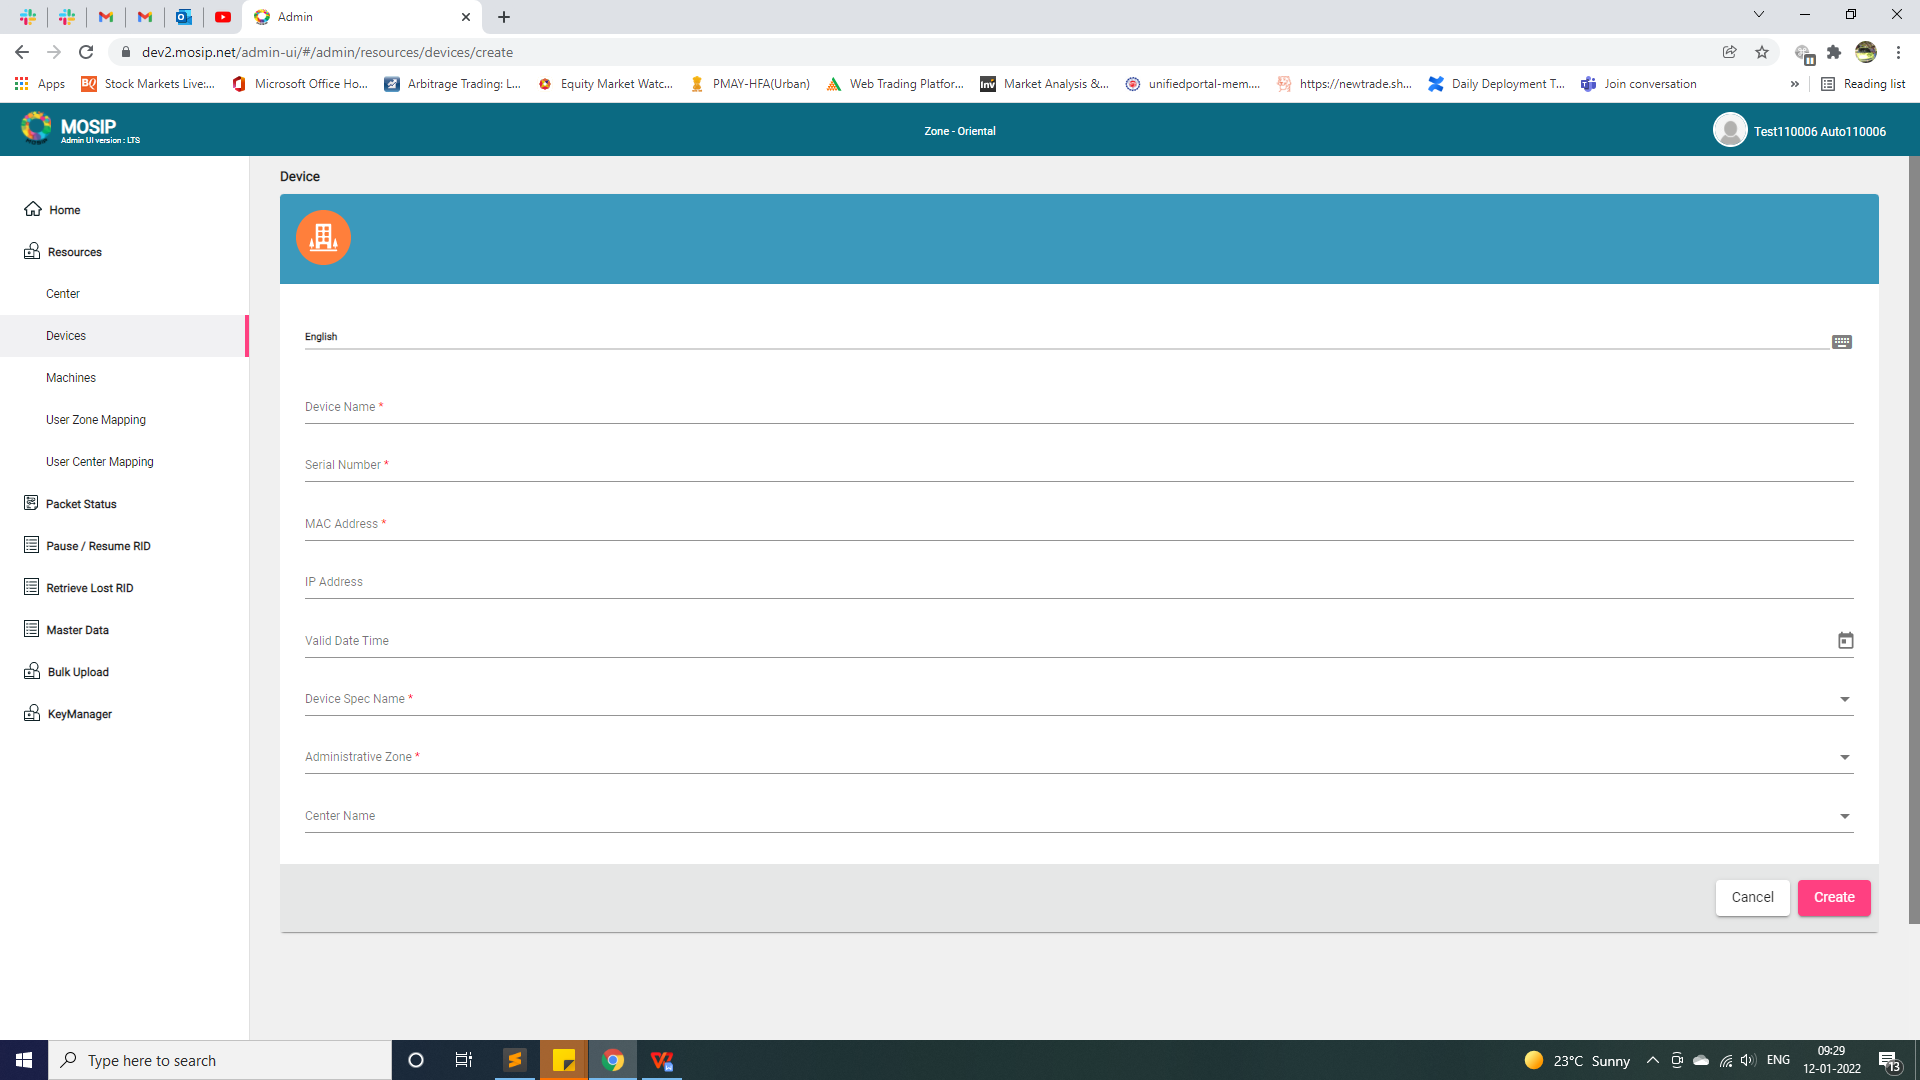 Admin
dev2.mosip.net/admin-ui/#/admin/resources/devices/create
Apps
BQ Stock Markets Live:...
Microsoft Office Ho...
Arbitrage Trading: L...
Equity Market Watc...
PMAY-HFA(Urban)
Web Trading Platfor...
Inv Market Analysis &...
unifiedportal-mem....
https://newtrade.sh...
Daily Deployment T...
Join conversation
»
Reading list
MOSIP
Admin UI version : LTS
Zone - Oriental
Test110006 Auto110006
Home
Resources
Center
Devices
Machines
User Zone Mapping
User Center Mapping
Packet Status
Pause / Resume RID
Retrieve Lost RID
Master Data
Bulk Upload
KeyManager
Device
English
Device Name *
Serial Number *
MAC Address *
IP Address
Valid Date Time
Device Spec Name *
Administrative Zone *
Center Name
Cancel
Create
Type here to search
23°C Sunny
ENG
09:29
12-01-2022
13